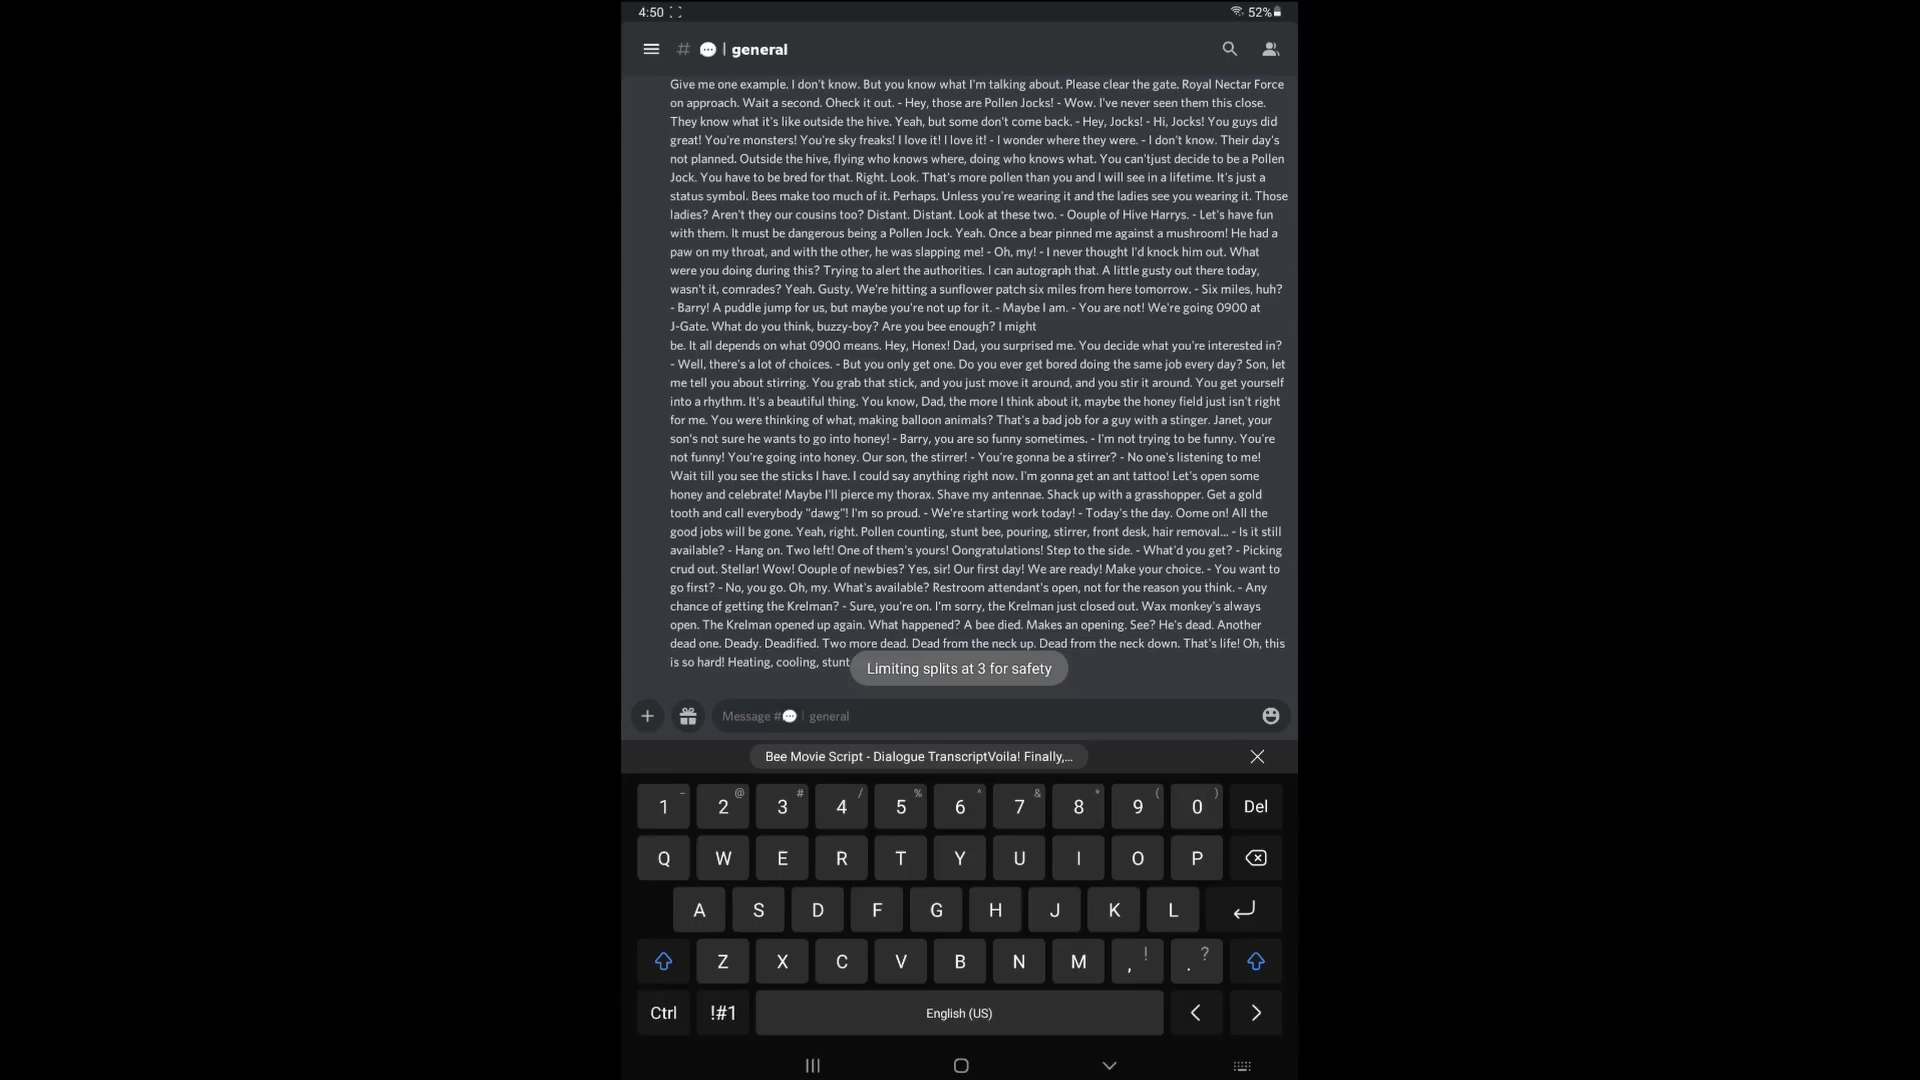 4:50
52%
# 💬 | general
Give me one example. I don't know. But you know what I'm talking about. Please clear the gate. Royal Nectar Force
on approach. Wait a second. Oheck it out. - Hey, those are Pollen Jocks! - Wow. I've never seen them this close.
They know what it's like outside the hive. Yeah, but some don't come back. - Hey, Jocks! - Hi, Jocks! You guys did
great! You're monsters! You're sky freaks! I love it! I love it! - I wonder where they were. - I don't know. Their day's
not planned. Outside the hive, flying who knows where, doing who knows what. You can'tjust decide to be a Pollen
Jock. You have to be bred for that. Right. Look. That's more pollen than you and I will see in a lifetime. It's just a
status symbol. Bees make too much of it. Perhaps. Unless you're wearing it and the ladies see you wearing it. Those
ladies? Aren't they our cousins too? Distant. Distant. Look at these two. - Oouple of Hive Harrys. - Let's have fun
with them. It must be dangerous being a Pollen Jock. Yeah. Once a bear pinned me against a mushroom! He had a
paw on my throat, and with the other, he was slapping me! - Oh, my! - I never thought I'd knock him out. What
were you doing during this? Trying to alert the authorities. I can autograph that. A little gusty out there today,
wasn't it, comrades? Yeah. Gusty. We're hitting a sunflower patch six miles from here tomorrow. - Six miles, huh?
- Barry! A puddle jump for us, but maybe you're not up for it. - Maybe I am. - You are not! We're going 0900 at
J-Gate. What do you think, buzzy-boy? Are you bee enough? I might
be. It all depends on what 0900 means. Hey, Honex! Dad, you surprised me. You decide what you're interested in?
- Well, there's a lot of choices. - But you only get one. Do you ever get bored doing the same job every day? Son, let
me tell you about stirring. You grab that stick, and you just move it around, and you stir it around. You get yourself
into a rhythm. It's a beautiful thing. You know, Dad, the more I think about it, maybe the honey field just isn't right
for me. You were thinking of what, making balloon animals? That's a bad job for a guy with a stinger. Janet, your
son's not sure he wants to go into honey! - Barry, you are so funny sometimes. - I'm not trying to be funny. You're
not funny! You're going into honey. Our son, the stirrer! - You're gonna be a stirrer? - No one's listening to me!
Wait till you see the sticks I have. I could say anything right now. I'm gonna get an ant tattoo! Let's open some
honey and celebrate! Maybe I'll pierce my thorax. Shave my antennae. Shack up with a grasshopper. Get a gold
tooth and call everybody "dawg"! I'm so proud. - We're starting work today! - Today's the day. Oome on! All the
good jobs will be gone. Yeah, right. Pollen counting, stunt bee, pouring, stirrer, front desk, hair removal... - Is it still
available? - Hang on. Two left! One of them's yours! Oongratulations! Step to the side. - What'd you get? - Picking
crud out. Stellar! Wow! Oouple of newbies? Yes, sir! Our first day! We are ready! Make your choice. - You want to
go first? - No, you go. Oh, my. What's available? Restroom attendant's open, not for the reason you think. - Any
chance of getting the Krelman? - Sure, you're on. I'm sorry, the Krelman just closed out. Wax monkey's always
open. The Krelman opened up again. What happened? A bee died. Makes an opening. See? He's dead. Another
dead one. Deady. Deadified. Two more dead. Dead from the neck up. Dead from the neck down. That's life! Oh, this
is so hard! Heating, cooling, stunt
Limiting splits at 3 for safety
Message #💬 | general
Bee Movie Script - Dialogue TranscriptVoila! Finally,...
1 - 2 @ 3 # 4 / 5 % 6 ^ 7 & 8 * 9 ( 0 ) Del
Q W E R T Y U I O P
A S D F G H J K L
Z X C V B N M , ! . ?
Ctrl !#1 English (US) < >